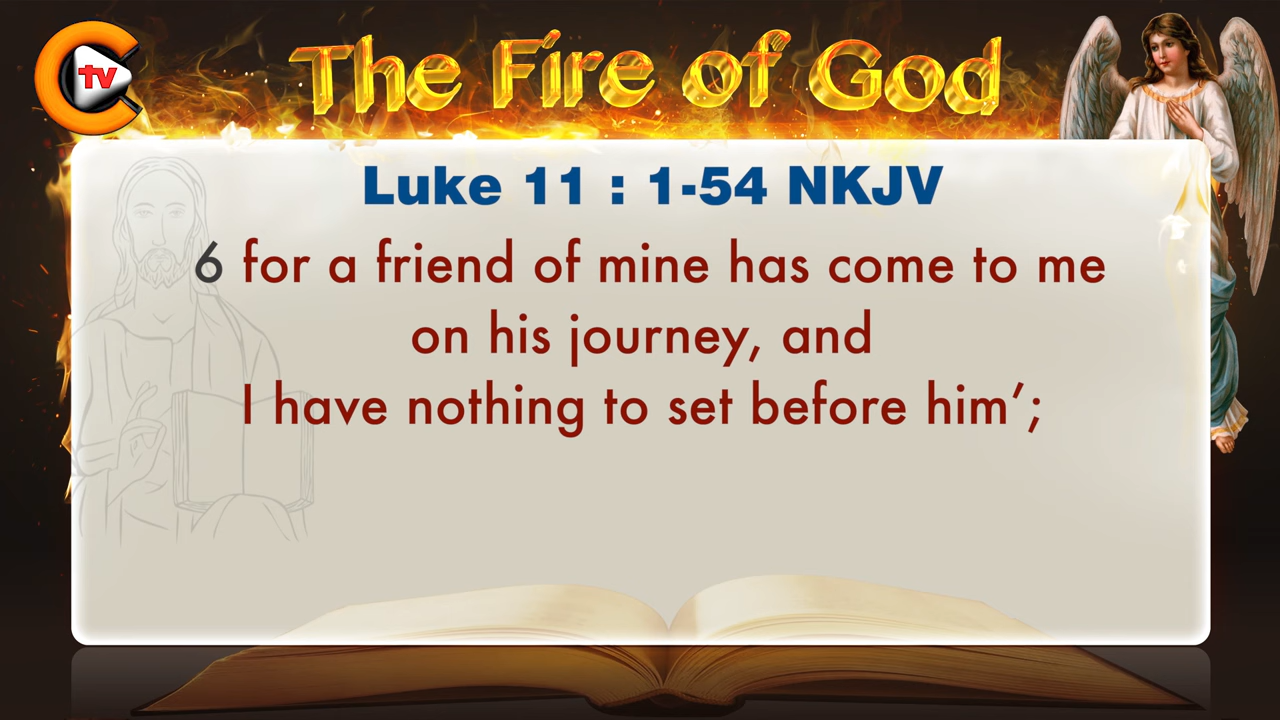 tv
The Fire of God
Luke 11 : 1-54 NKJV
6 for a friend of mine has come to me
on his journey, and
I have nothing to set before him’;